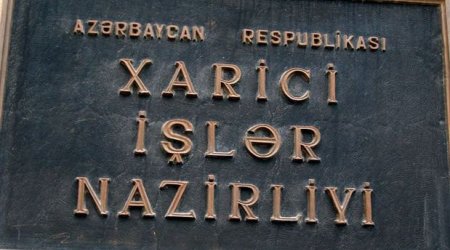 AZƏRBAYCAN RESPUBLİKASI
XARİCİ
İŞLƏR
NAZİRLİYİ